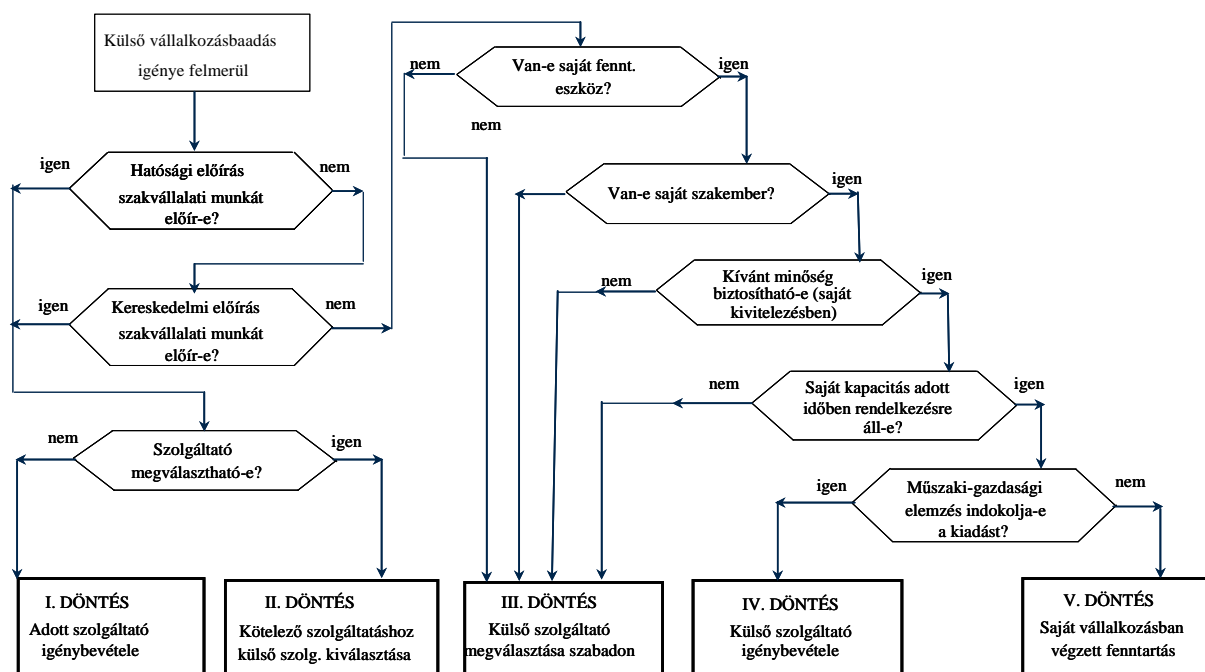 Külső vállalkozásbaadás
igénye felmerül
igen
Hatósági előírás
szakvállalati munkát
előír-e?
nem
igen
Kereskedelmi előírás
szakvállalati munkát
előír-e?
nem
nem
Szolgáltató
megválasztható-e?
igen
nem
Van-e saját fennt.
eszköz?
igen
nem
Van-e saját szakember?
igen
nem
Kívánt minőség
biztosítható-e (saját
kivitelezésben)
igen
nem
Saját kapacitás adott
időben rendelkezésre
áll-e?
igen
igen
Műszaki-gazdasági
elemzés indokolja-e
a kiadást?
nem
I. DÖNTÉS
Adott szolgáltató
igénybevétele
II. DÖNTÉS
Kötelező szolgáltatáshoz
külső szolg. kiválasztása
III. DÖNTÉS
Külső szolgáltató
megválasztása szabadon
IV. DÖNTÉS
Külső szolgáltató
igénybevétele
V. DÖNTÉS
Saját vállalkozásban
végzett fenntartás